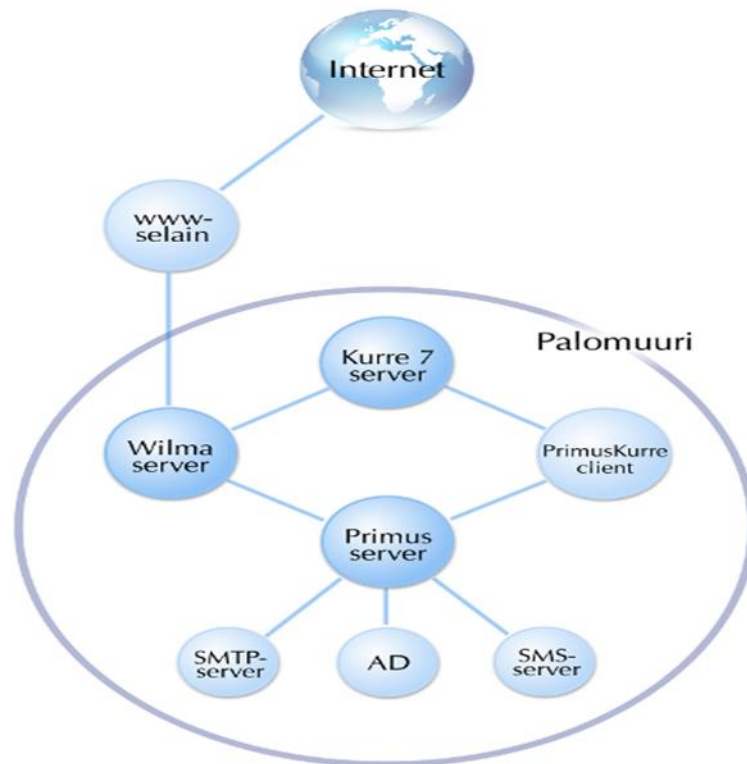 Internet
www-
selain
Palomuuri
Kurre 7
server
Wilma
server
PrimusKurre
client
Primus
server
SMTP-
server
AD
SMS-
server